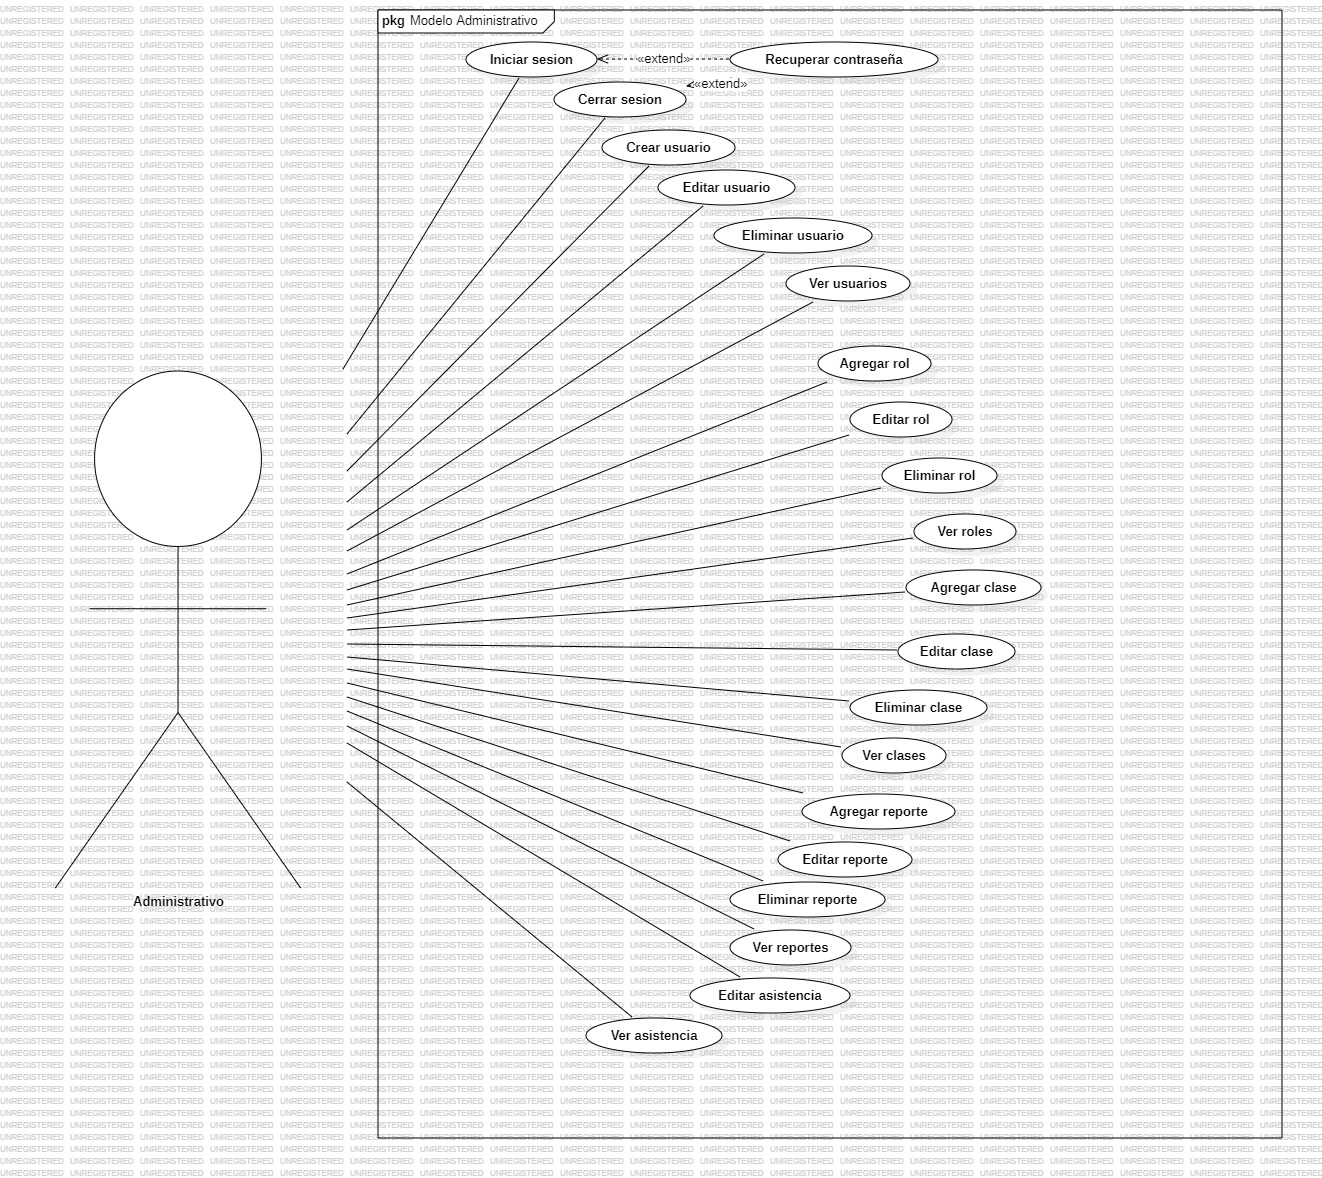 pkg Modelo Administrativo
Iniciar sesion
«extend»
Recuperar contraseña
«extend»
Cerrar sesion
Crear usuario
Editar usuario
Eliminar usuario
Ver usuarios
Agregar rol
Editar rol
Eliminar rol
Ver roles
Agregar clase
Editar clase
Eliminar clase
Ver clases
Agregar reporte
Editar reporte
Eliminar reporte
Administrativo
Ver reportes
Editar asistencia
Ver asistencia
UNREGISTERED